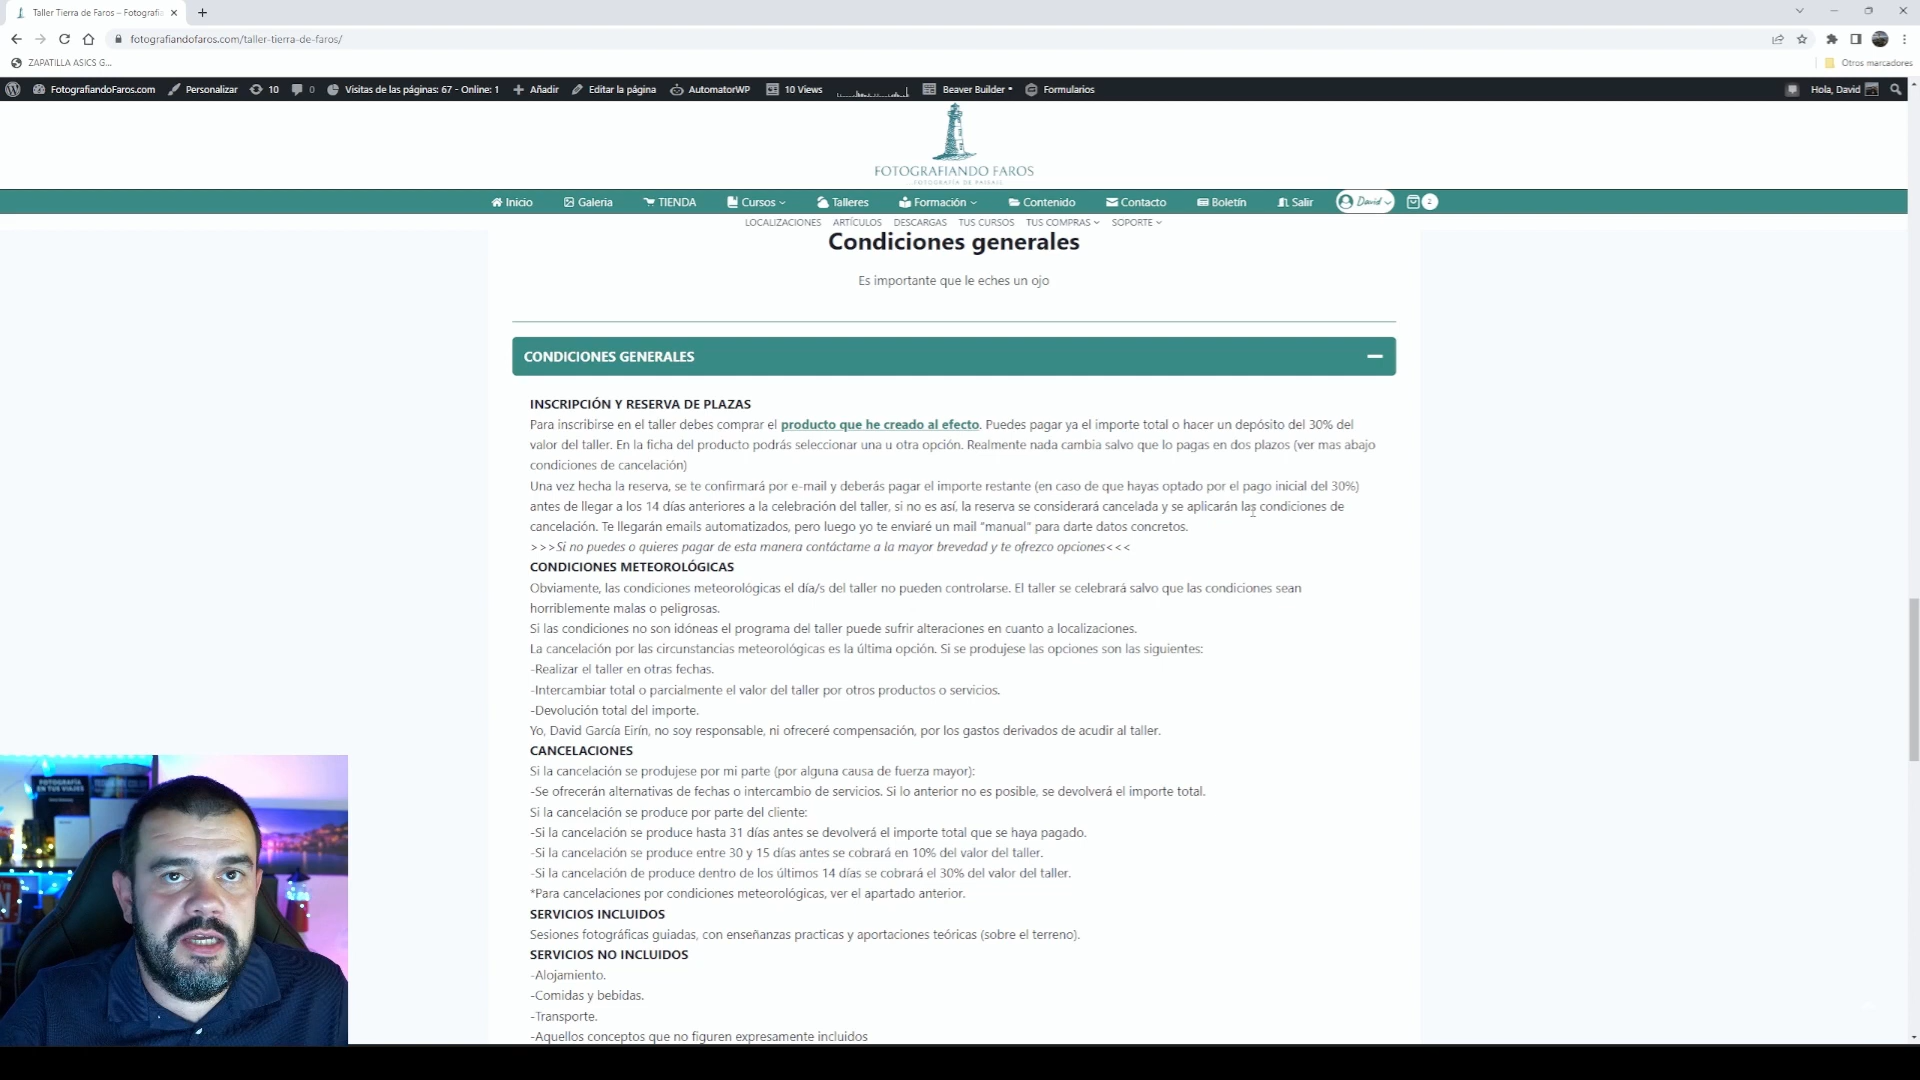 Taller Tierra de Faros – Fotografia
fotografiandofaros.com/taller-tierra-de-faros/
ZAPATILLA ASICS G...
Otros marcadores
FotografiandoFaros.com Personalizar 10 0 Visitas de las páginas: 67 - Online: 1 Añadir Editar la página AutomatorWP 10 Views Beaver Builder Formularios Hola, David
FOTOGRAFIANDO FAROS
FOTOGRAFÍA DE PAISAJE
Inicio Galeria TIENDA Cursos Talleres Formación Contenido Contacto Boletín Salir David 2
LOCALIZACIONES ARTÍCULOS DESCARGAS TUS CURSOS TUS COMPRAS SOPORTE
Condiciones generales
Es importante que le eches un ojo
CONDICIONES GENERALES
INSCRIPCIÓN Y RESERVA DE PLAZAS
Para inscribirse en el taller debes comprar el producto que he creado al efecto. Puedes pagar ya el importe total o hacer un depósito del 30% del
valor del taller. En la ficha del producto podrás seleccionar una u otra opción. Realmente nada cambia salvo que lo pagas en dos plazos (ver mas abajo
condiciones de cancelación)
Una vez hecha la reserva, se te confirmará por e-mail y deberás pagar el importe restante (en caso de que hayas optado por el pago inicial del 30%)
antes de llegar a los 14 días anteriores a la celebración del taller, si no es así, la reserva se considerará cancelada y se aplicarán las condiciones de
cancelación. Te llegarán emails automatizados, pero luego yo te enviaré un mail “manual” para darte datos concretos.
>>>Si no puedes o quieres pagar de esta manera contáctame a la mayor brevedad y te ofrezco opciones<<<
CONDICIONES METEOROLÓGICAS
Obviamente, las condiciones meteorológicas el día/s del taller no pueden controlarse. El taller se celebrará salvo que las condiciones sean
horriblemente malas o peligrosas.
Si las condiciones no son idóneas el programa del taller puede sufrir alteraciones en cuanto a localizaciones.
La cancelación por las circunstancias meteorológicas es la última opción. Si se produjese las opciones son las siguientes:
-Realizar el taller en otras fechas.
-Intercambiar total o parcialmente el valor del taller por otros productos o servicios.
-Devolución total del importe.
Yo, David García Eirín, no soy responsable, ni ofreceré compensación, por los gastos derivados de acudir al taller.
CANCELACIONES
Si la cancelación se produjese por mi parte (por alguna causa de fuerza mayor):
-Se ofrecerán alternativas de fechas o intercambio de servicios. Si lo anterior no es posible, se devolverá el importe total.
Si la cancelación se produce por parte del cliente:
-Si la cancelación se produce hasta 31 días antes se devolverá el importe total que se haya pagado.
-Si la cancelación se produce entre 30 y 15 días antes se cobrará en 10% del valor del taller.
-Si la cancelación de produce dentro de los últimos 14 días se cobrará el 30% del valor del taller.
*Para cancelaciones por condiciones meteorológicas, ver el apartado anterior.
SERVICIOS INCLUIDOS
Sesiones fotográficas guiadas, con enseñanzas practicas y aportaciones teóricas (sobre el terreno).
SERVICIOS NO INCLUIDOS
-Alojamiento.
-Comidas y bebidas.
-Transporte.
-Aquellos conceptos que no figuren expresamente incluidos